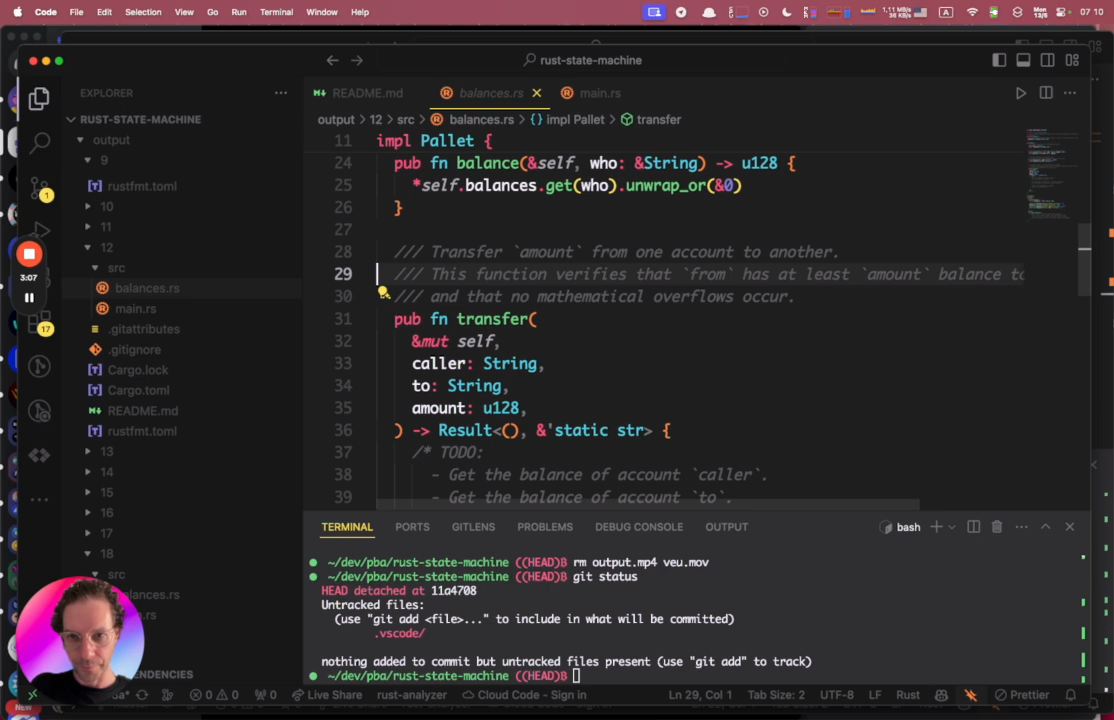 Code File Edit Selection View Go Run Terminal Window Help
1,11 MB/s
36 KB/s
A
Mon
13/5
07 10
rust-state-machine
EXPLORER
README.md
balances.rs
main.rs
output > 12 > src > balances.rs > {} impl Pallet > transfer
RUST-STATE-MACHINE
output
9
rustfmt.toml
10
11
12
src
balances.rs
main.rs
.gitattributes
.gitignore
Cargo.lock
Cargo.toml
README.md
rustfmt.toml
13
14
15
16
17
18
src
1
3:07
17
11 impl Pallet {
24 pub fn balance(&self, who: &String) -> u128 {
25 *self.balances.get(who).unwrap_or(&0)
26 }
27
28 /// Transfer `amount` from one account to another.
29 /// This function verifies that `from` has at least `amount` balance to
30 /// and that no mathematical overflows occur.
31 pub fn transfer(
32 &mut self,
33 caller: String,
34 to: String,
35 amount: u128,
36 ) -> Result<(), &'static str> {
37 /* TODO:
38 - Get the balance of account `caller`.
39 - Get the balance of account `to`.
TERMINAL PORTS GITLENS PROBLEMS DEBUG CONSOLE OUTPUT
bash
~/dev/pba/rust-state-machine ((HEAD)B rm output.mp4 veu.mov
~/dev/pba/rust-state-machine ((HEAD)B git status
HEAD detached at 11a4708
Untracked files:
(use "git add <file>..." to include in what will be committed)
.vscode/
nothing added to commit but untracked files present (use "git add" to track)
~/dev/pba/rust-state-machine ((HEAD)B
0 0 0 Live Share rust-analyzer Cloud Code - Sign in Ln 29, Col 1 Tab Size: 2 UTF-8 LF Rust Prettier
NEW